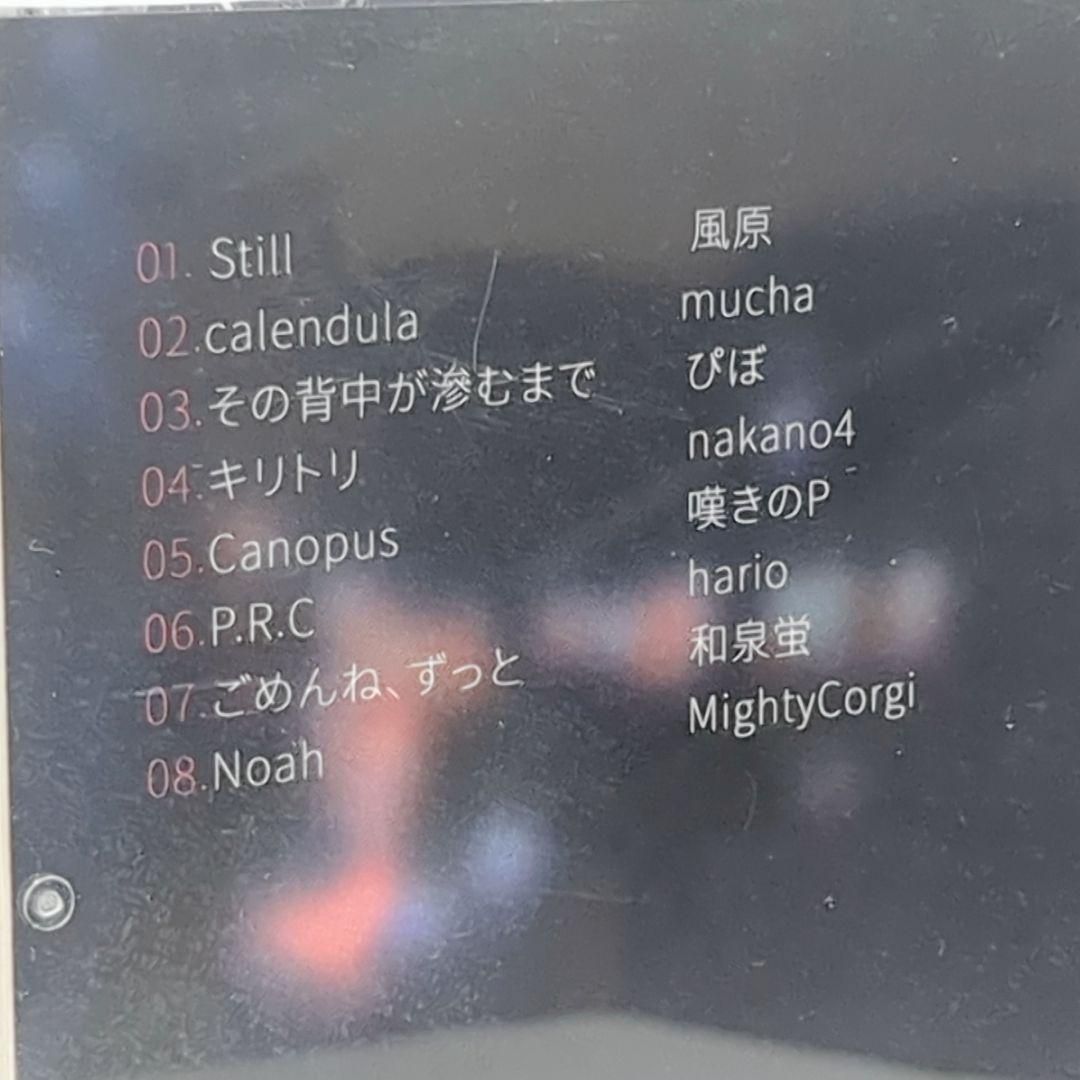 01. Still 風原
02.calendula mucha
03.その背中が滲むまで ぴぼ
04.キリトリ nakano4
05.Canopus 嘆きのP
06.P.R.C hario
07.ごめんね、ずっと 和泉蛍
08.Noah MightyCorgi